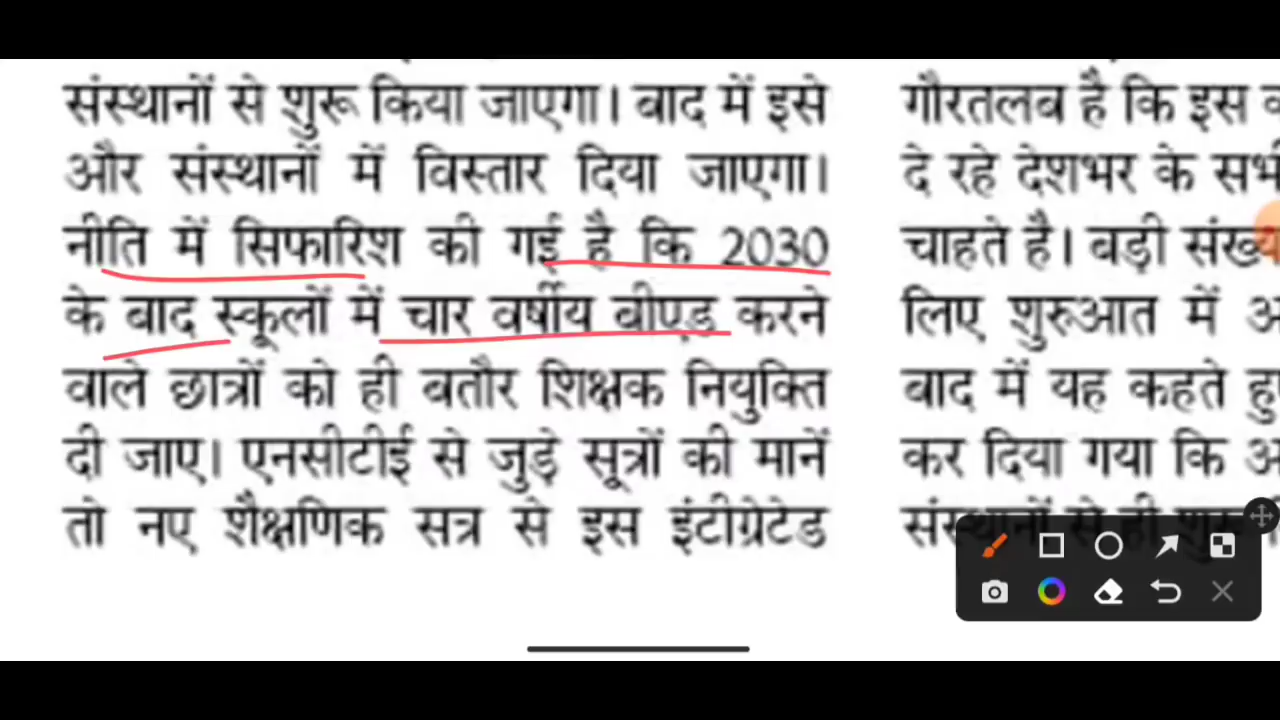 संस्थानों से शुरू किया जाएगा। बाद में इसे
और संस्थानों में विस्तार दिया जाएगा।
नीति में सिफारिश की गई है कि 2030
के बाद स्कूलों में चार वर्षीय बीएड करने
वाले छात्रों को ही बतौर शिक्षक नियुक्ति
दी जाए। एनसीटीई से जुड़े सूत्रों की मानें
तो नए शैक्षणिक सत्र से इस इंटीग्रेटेड
गौरतलब है कि इस
दे रहे देशभर के सभी
चाहते है। बड़ी
लिए शुरुआत में
बाद में यह कहते
कर दिया गया कि
संस्थानों से ही